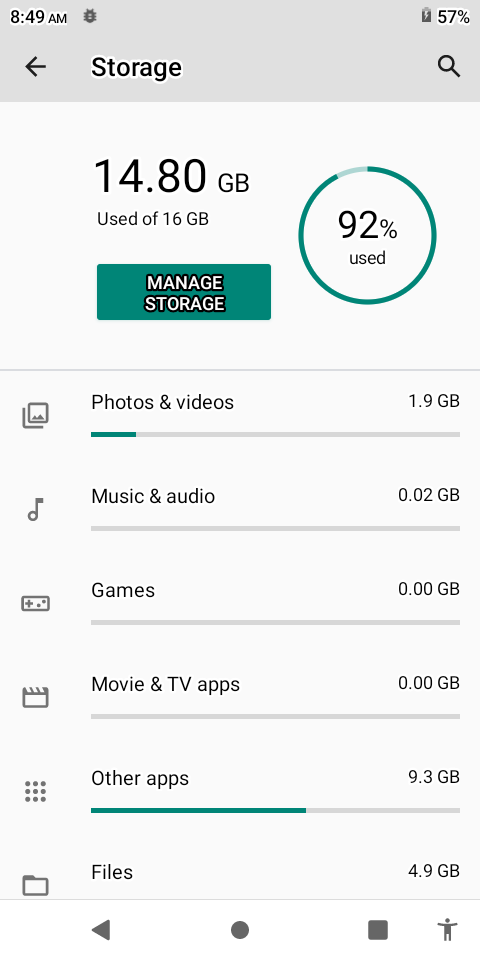 8:49 AM
57%
Storage
14.80 GB
Used of 16 GB
92%
used
MANAGE
STORAGE
Photos & videos
1.9 GB
Music & audio
0.02 GB
Games
0.00 GB
Movie & TV apps
0.00 GB
Other apps
9.3 GB
Files
4.9 GB